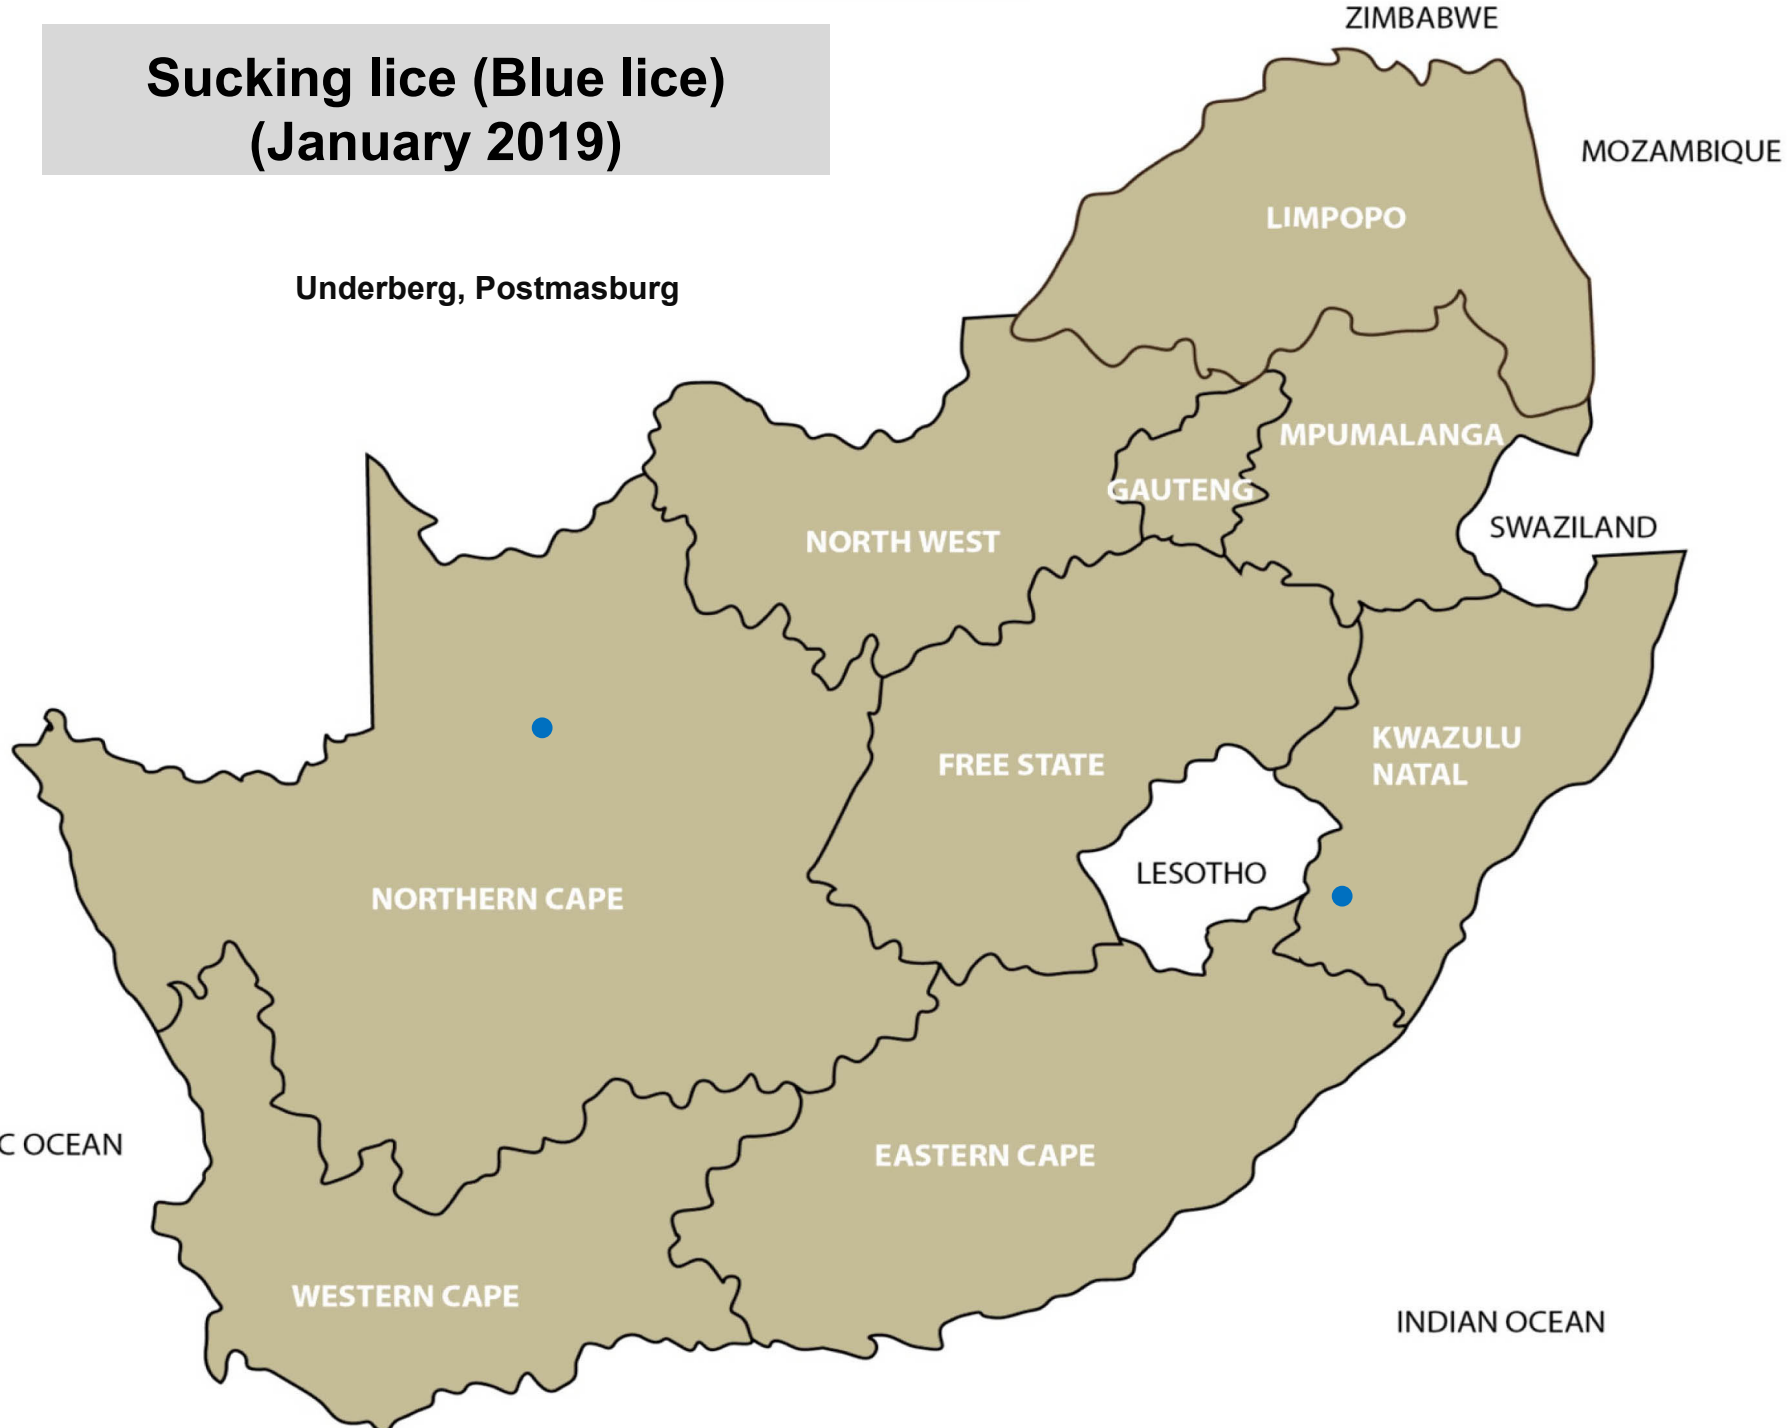 Sucking lice (Blue lice)
(January 2019)
Underberg, Postmasburg
ZIMBABWE
MOZAMBIQUE
LIMPOPO
MPUMALANGA
GAUTENG
NORTH WEST
SWAZILAND
KWAZULU
NATAL
FREE STATE
LESOTHO
NORTHERN CAPE
C OCEAN
EASTERN CAPE
WESTERN CAPE
INDIAN OCEAN